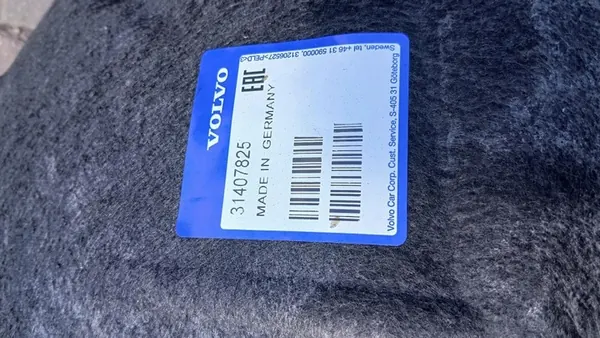 VOLVO
31407825
MADE IN GERMANY
EAC
Volvo Car Corp. Cust. Service, S-405 31 Göteborg
Sweden, tel +46 31 590000, 31206527>PELD<